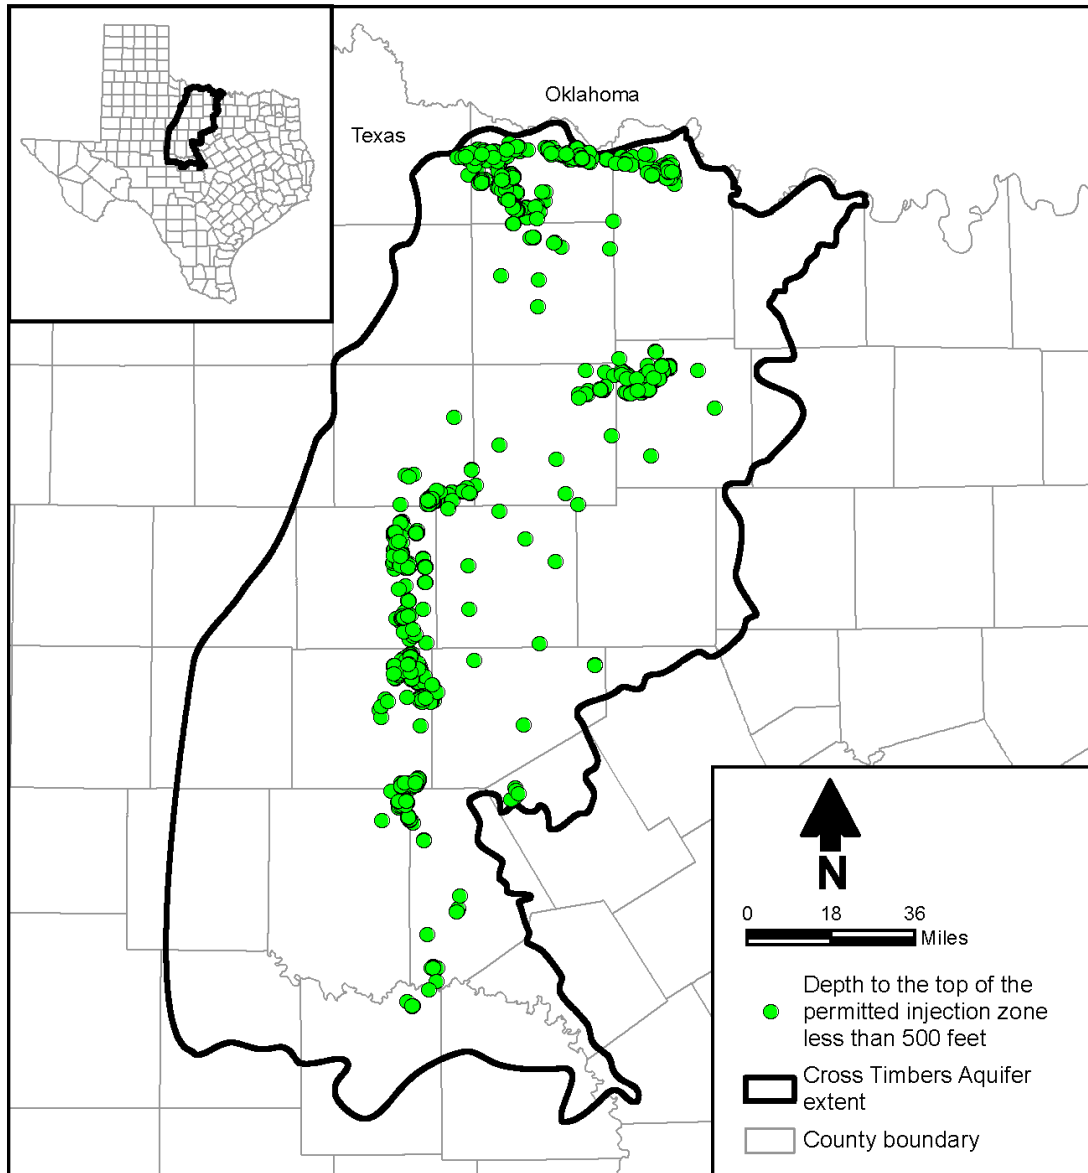 Oklahoma
Texas
N
0 18 36
Miles
Depth to the top of the
permitted injection zone
less than 500 feet
Cross Timbers Aquifer
extent
County boundary